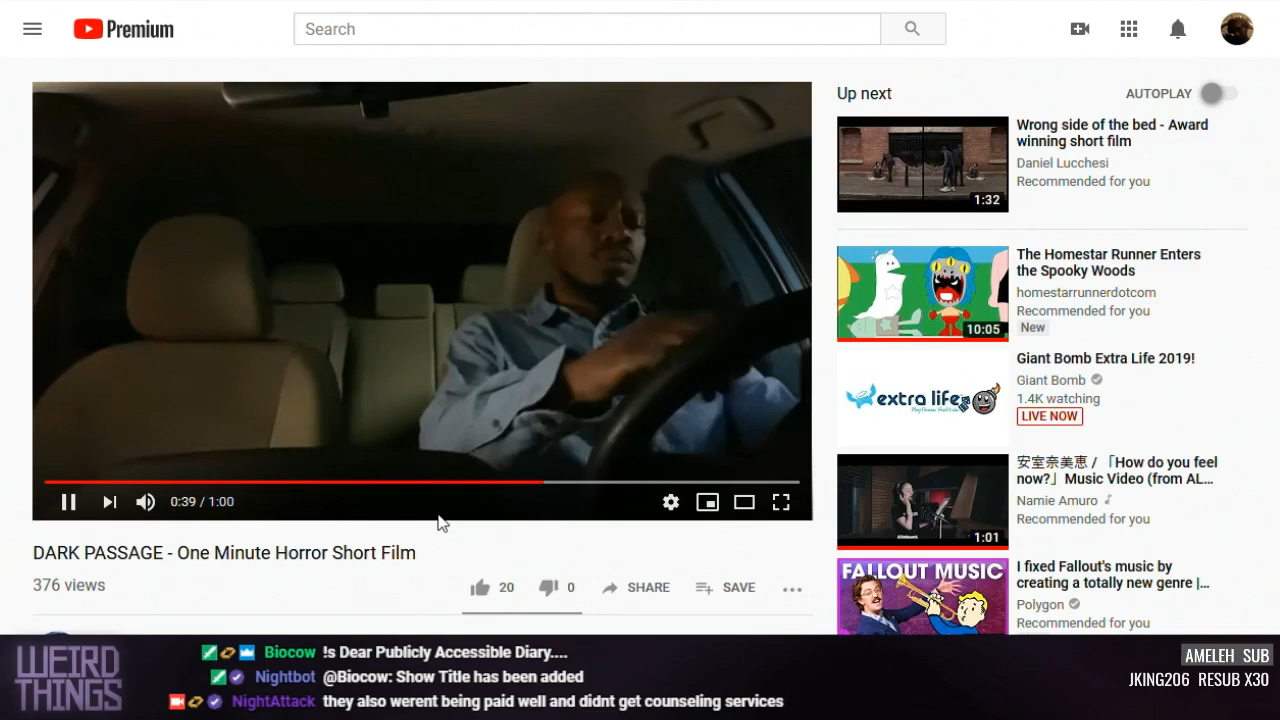 Premium
Search
Up next
AUTOPLAY
Wrong side of the bed - Award
winning short film
Daniel Lucchesi
Recommended for you
1:32
The Homestar Runner Enters
the Spooky Woods
homestarrunnerdotcom
Recommended for you
New
10:05
Giant Bomb Extra Life 2019!
Giant Bomb
1.4K watching
LIVE NOW
extra life
安室奈美恵 / 「How do you feel
now?」Music Video (from AL...
Namie Amuro
Recommended for you
1:01
I fixed Fallout's music by
creating a totally new genre |...
Polygon
Recommended for you
FALLOUT MUSIC
0:39 / 1:00
DARK PASSAGE - One Minute Horror Short Film
376 views
20
0
SHARE
SAVE
WEIRD
THINGS
Biocow !s Dear Publicly Accessible Diary....
Nightbot @Biocow: Show Title has been added
NightAttack they also werent being paid well and didnt get counseling services
AMELEH SUB
JKING206 RESUB X30